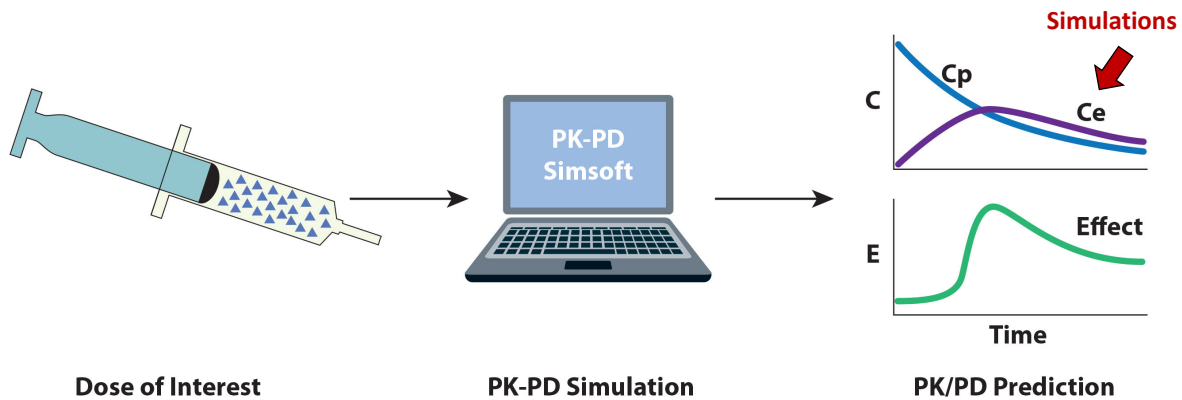 Simulations
Cp
C
Ce
PK-PD
Simsoft
Effect
E
Time
Dose of Interest
PK-PD Simulation
PK/PD Prediction